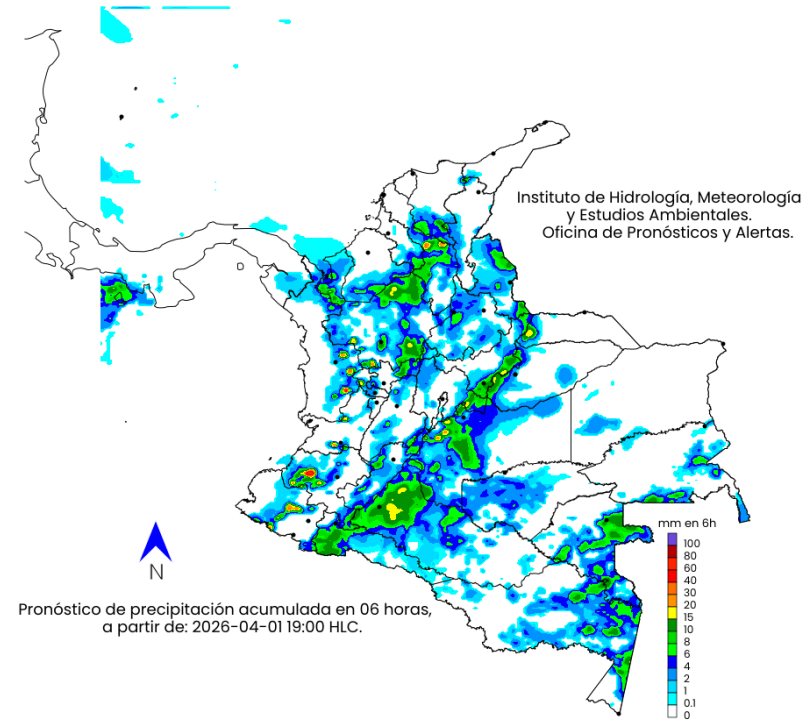 Instituto de Hidrología, Meteorología
y Estudios Ambientales.
Oficina de Pronósticos y Alertas.
mm en 6h
100
80
60
40
30
20
15
10
8
6
4
2
1
0.1
0
N
Pronóstico de precipitación acumulada en 06 horas,
a partir de: 2026-04-01 19:00 HLC.